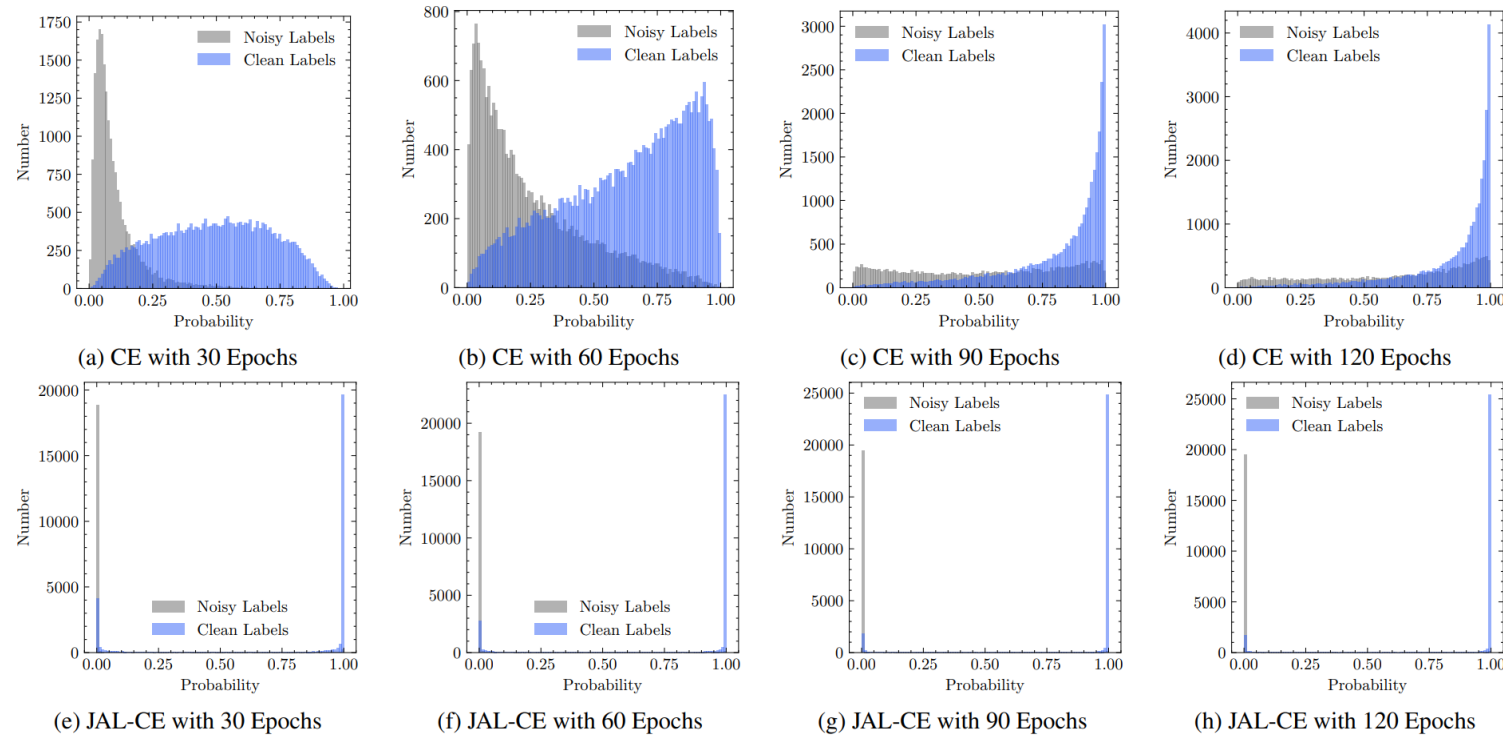 1750
1500
1250
1000
750
500
250
0
Number
Noisy Labels
Clean Labels
0.00 0.25 0.50 0.75 1.00
Probability
(a) CE with 30 Epochs
800
600
400
200
0
Number
Noisy Labels
Clean Labels
0.00 0.25 0.50 0.75 1.00
Probability
(b) CE with 60 Epochs
3000
2500
2000
1500
1000
500
0
Number
Noisy Labels
Clean Labels
0.00 0.25 0.50 0.75 1.00
Probability
(c) CE with 90 Epochs
4000
3000
2000
1000
0
Number
Noisy Labels
Clean Labels
0.00 0.25 0.50 0.75 1.00
Probability
(d) CE with 120 Epochs
20000
15000
10000
5000
0
Number
Noisy Labels
Clean Labels
0.00 0.25 0.50 0.75 1.00
Probability
(e) JAL-CE with 30 Epochs
20000
15000
10000
5000
0
Number
Noisy Labels
Clean Labels
0.00 0.25 0.50 0.75 1.00
Probability
(f) JAL-CE with 60 Epochs
25000
20000
15000
10000
5000
0
Number
Noisy Labels
Clean Labels
0.00 0.25 0.50 0.75 1.00
Probability
(g) JAL-CE with 90 Epochs
25000
20000
15000
10000
5000
0
Number
Noisy Labels
Clean Labels
0.00 0.25 0.50 0.75 1.00
Probability
(h) JAL-CE with 120 Epochs